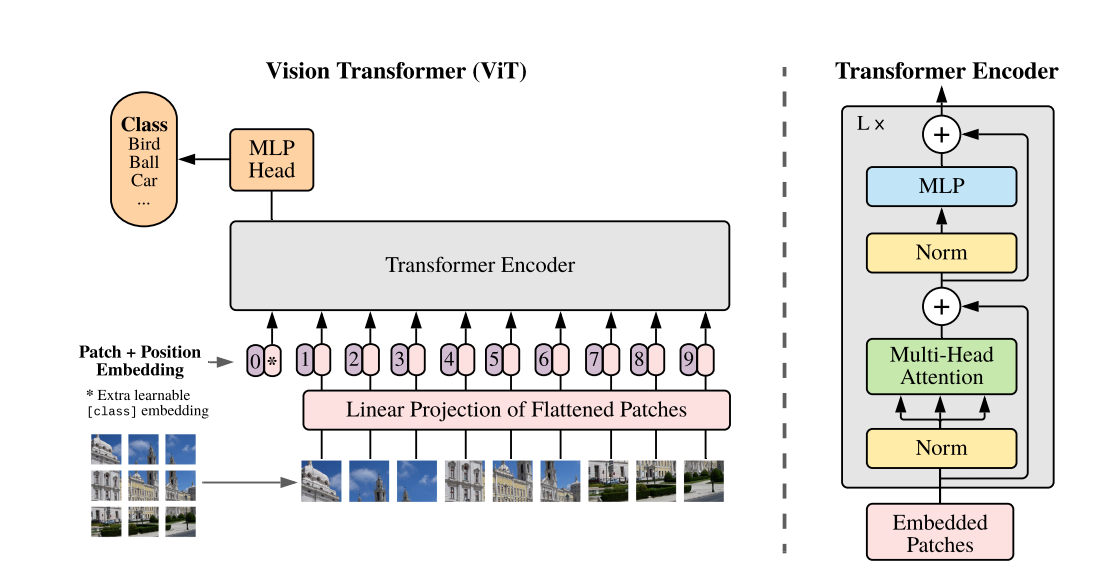 Vision Transformer (ViT)
Class
Bird
Ball
Car
...
MLP
Head
Transformer Encoder
Patch + Position
Embedding
0 * 1 2 3 4 5 6 7 8 9
* Extra learnable
[class] embedding
Linear Projection of Flattened Patches
Transformer Encoder
L x
+
MLP
Norm
+
Multi-Head
Attention
Norm
Embedded
Patches